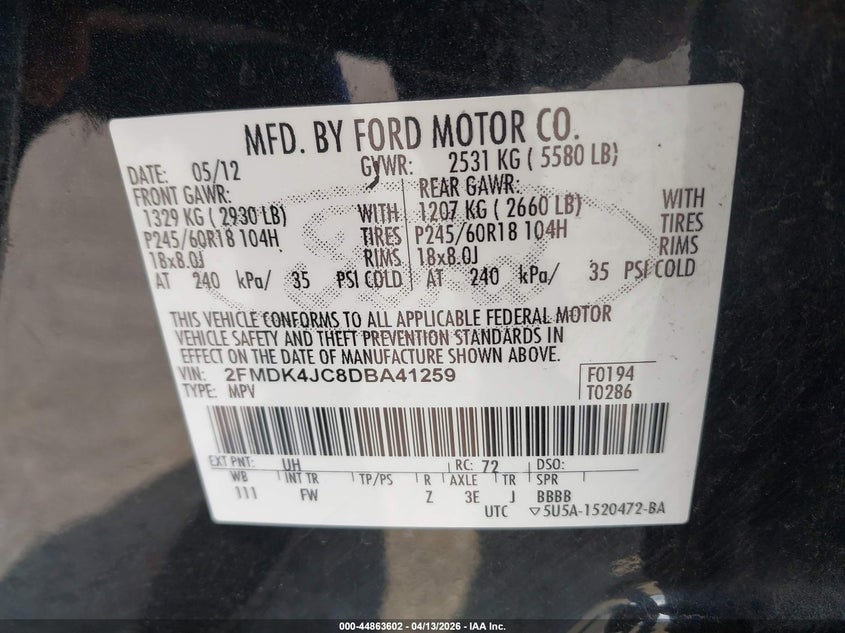 MFD. BY FORD MOTOR CO.
DATE: 05/12 GVWR: 2531 KG ( 5580 LB)
FRONT GAWR: REAR GAWR:
1329 KG ( 2930 LB) WITH 1207 KG ( 2660 LB) WITH
P245/60R18 104H TIRES P245/60R18 104H TIRES
18x8.0J RIMS 18x8.0J RIMS
AT 240 kPa/ 35 PSI COLD AT 240 kPa/ 35 PSI COLD
THIS VEHICLE CONFORMS TO ALL APPLICABLE FEDERAL MOTOR
VEHICLE SAFETY AND THEFT PREVENTION STANDARDS IN
EFFECT ON THE DATE OF MANUFACTURE SHOWN ABOVE.
VIN: 2FMDK4JC8DBA41259 F0194
TYPE: MPV T0286
EXT PNT: UH RC: 72 DSO:
WB INT TR TP/PS R AXLE TR SPR
111 FW Z 3E J BBBB
UTC ▽5U5A-1520472-BA
000-44863602 - 04/13/2026 - IAA Inc.